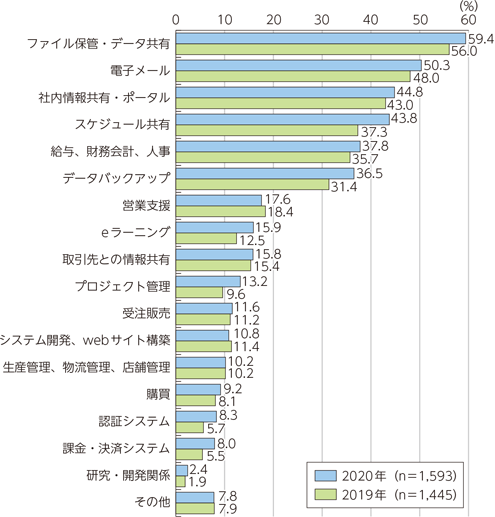 (%)
0 10 20 30 40 50 60
ファイル保管・データ共有 59.4
56.0
電子メール 50.3
48.0
社内情報共有・ポータル 44.8
43.0
スケジュール共有 43.8
37.3
給与、財務会計、人事 37.8
35.7
データバックアップ 36.5
31.4
営業支援 17.6
18.4
eラーニング 15.9
12.5
取引先との情報共有 15.8
15.4
プロジェクト管理 13.2
9.6
受注販売 11.6
11.2
システム開発、webサイト構築 10.8
11.4
生産管理、物流管理、店舗管理 10.2
10.2
購買 9.2
8.1
認証システム 8.3
5.7
課金・決済システム 8.0
5.5
研究・開発関係 2.4
1.9
その他 7.8
7.9
2020年（n＝1,593）
2019年（n＝1,445）